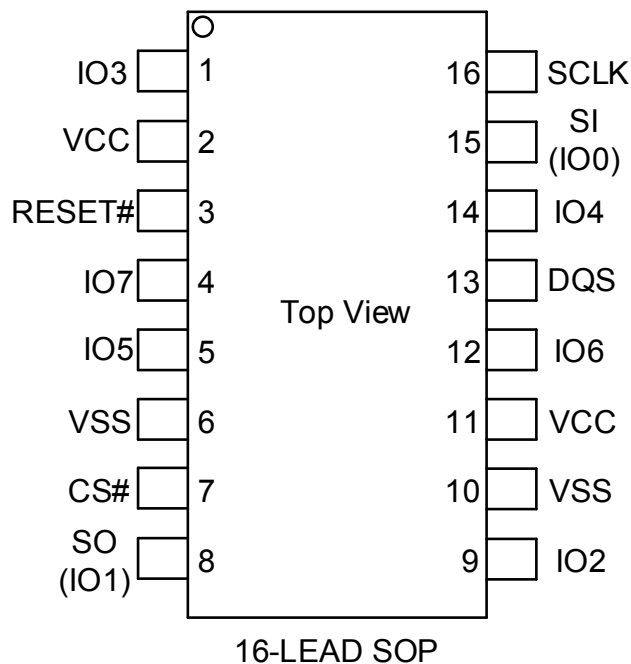 IO3
1
16
SCLK
VCC
2
15
SI
(IO0)
RESET#
3
14
IO4
IO7
4
13
DQS
Top View
IO5
5
12
IO6
VSS
6
11
VCC
CS#
7
10
VSS
SO
(IO1)
8
9
IO2
16-LEAD SOP